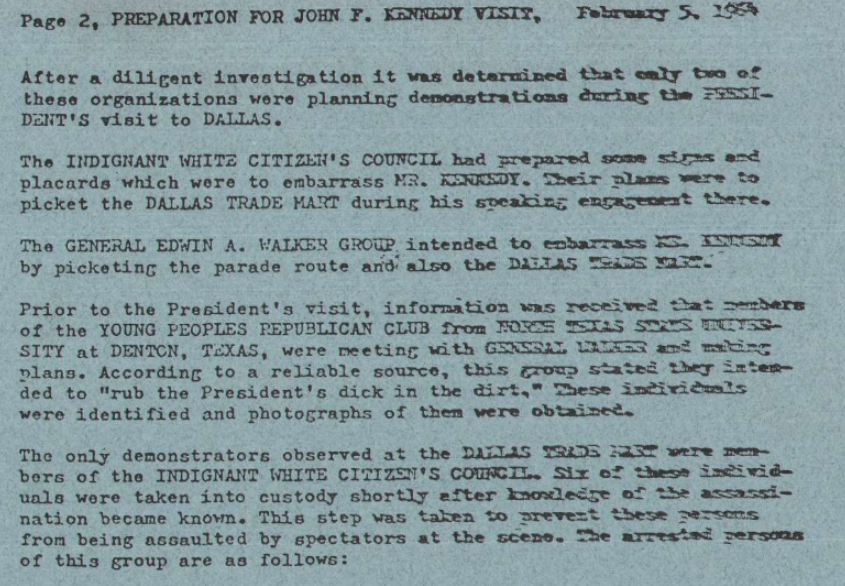 Page 2, PREPARATION FOR JOHN F. KENNEDY VISIT, February 5, 1964
After a diligent investigation it was determined that only two of
these organizations were planning demonstrations during the PRESI-
DENT'S visit to DALLAS.
The INDIGNANT WHITE CITIZEN'S COUNCIL had prepared some signs and
placards which were to embarrass MR. KENNEDY. Their plans were to
picket the DALLAS TRADE MART during his speaking engagement there.
The GENERAL EDWIN A. WALKER GROUP intended to embarrass MR. KENNEDY
by picketing the parade route and also the DALLAS TRADE MART.
Prior to the President's visit, information was received that members
of the YOUNG PEOPLES REPUBLICAN CLUB from NORTH TEXAS STATE UNIVER-
SITY at DENTON, TEXAS, were meeting with GENERAL WALKER and making
plans. According to a reliable source, this group stated they inten-
ded to "rub the President's dick in the dirt." These individuals
were identified and photographs of them were obtained.
The only demonstrators observed at the DALLAS TRADE MART were mem-
bers of the INDIGNANT WHITE CITIZEN'S COUNCIL. Six of these individ-
uals were taken into custody shortly after knowledge of the assassi-
nation became known. This step was taken to prevent these persons
from being assaulted by spectators at the scene. The arrested persons
of this group are as follows: